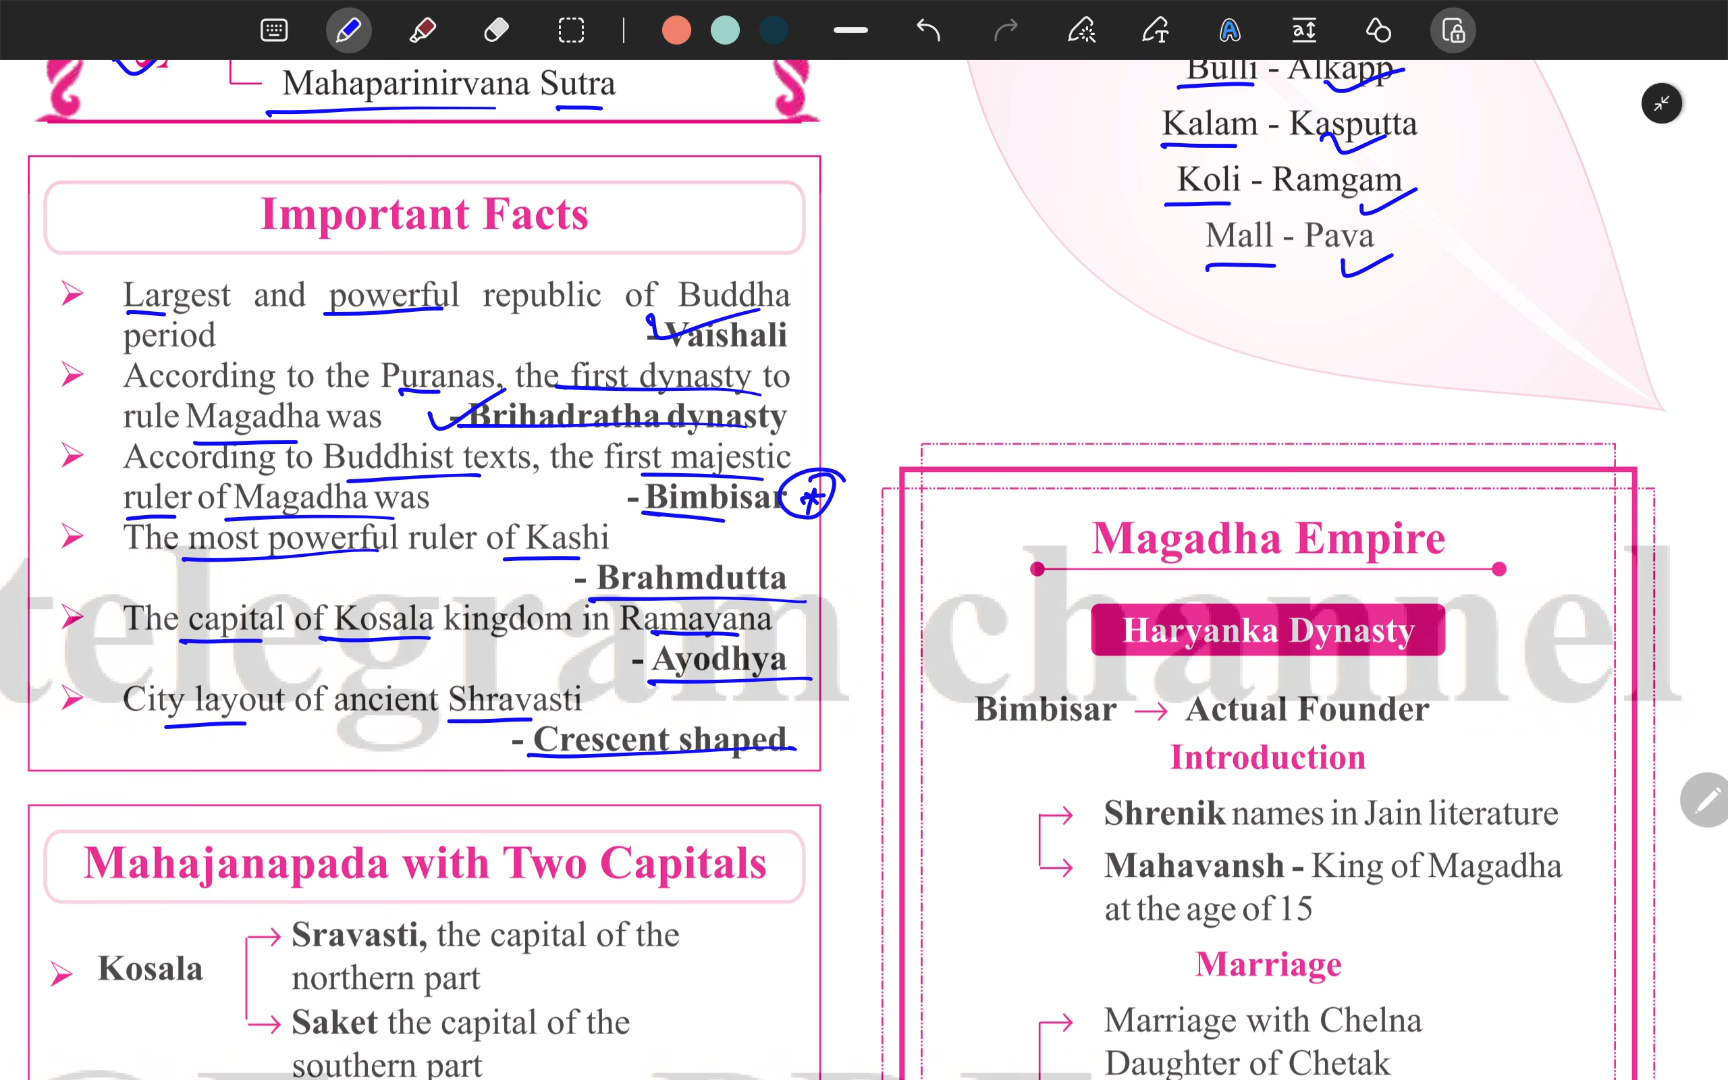 Mahaparinirvana Sutra
Important Facts
Largest and powerful republic of Buddha
period - Vaishali
According to the Puranas, the first dynasty to
rule Magadha was - Brihadratha dynasty
According to Buddhist texts, the first majestic
ruler of Magadha was - Bimbisar *
The most powerful ruler of Kashi
- Brahmdutta
The capital of Kosala kingdom in Ramayana
- Ayodhya
City layout of ancient Shravasti
- Crescent shaped
Mahajanapada with Two Capitals
Kosala
Sravasti, the capital of the
northern part
Saket the capital of the
southern part
Bulli - Alkapp
Kalam - Kasputta
Koli - Ramgam
Mall - Pava
Magadha Empire
Haryanka Dynasty
Bimbisar → Actual Founder
Introduction
Shrenik names in Jain literature
Mahavansh - King of Magadha
at the age of 15
Marriage
Marriage with Chelna
Daughter of Chetak
telegram channel